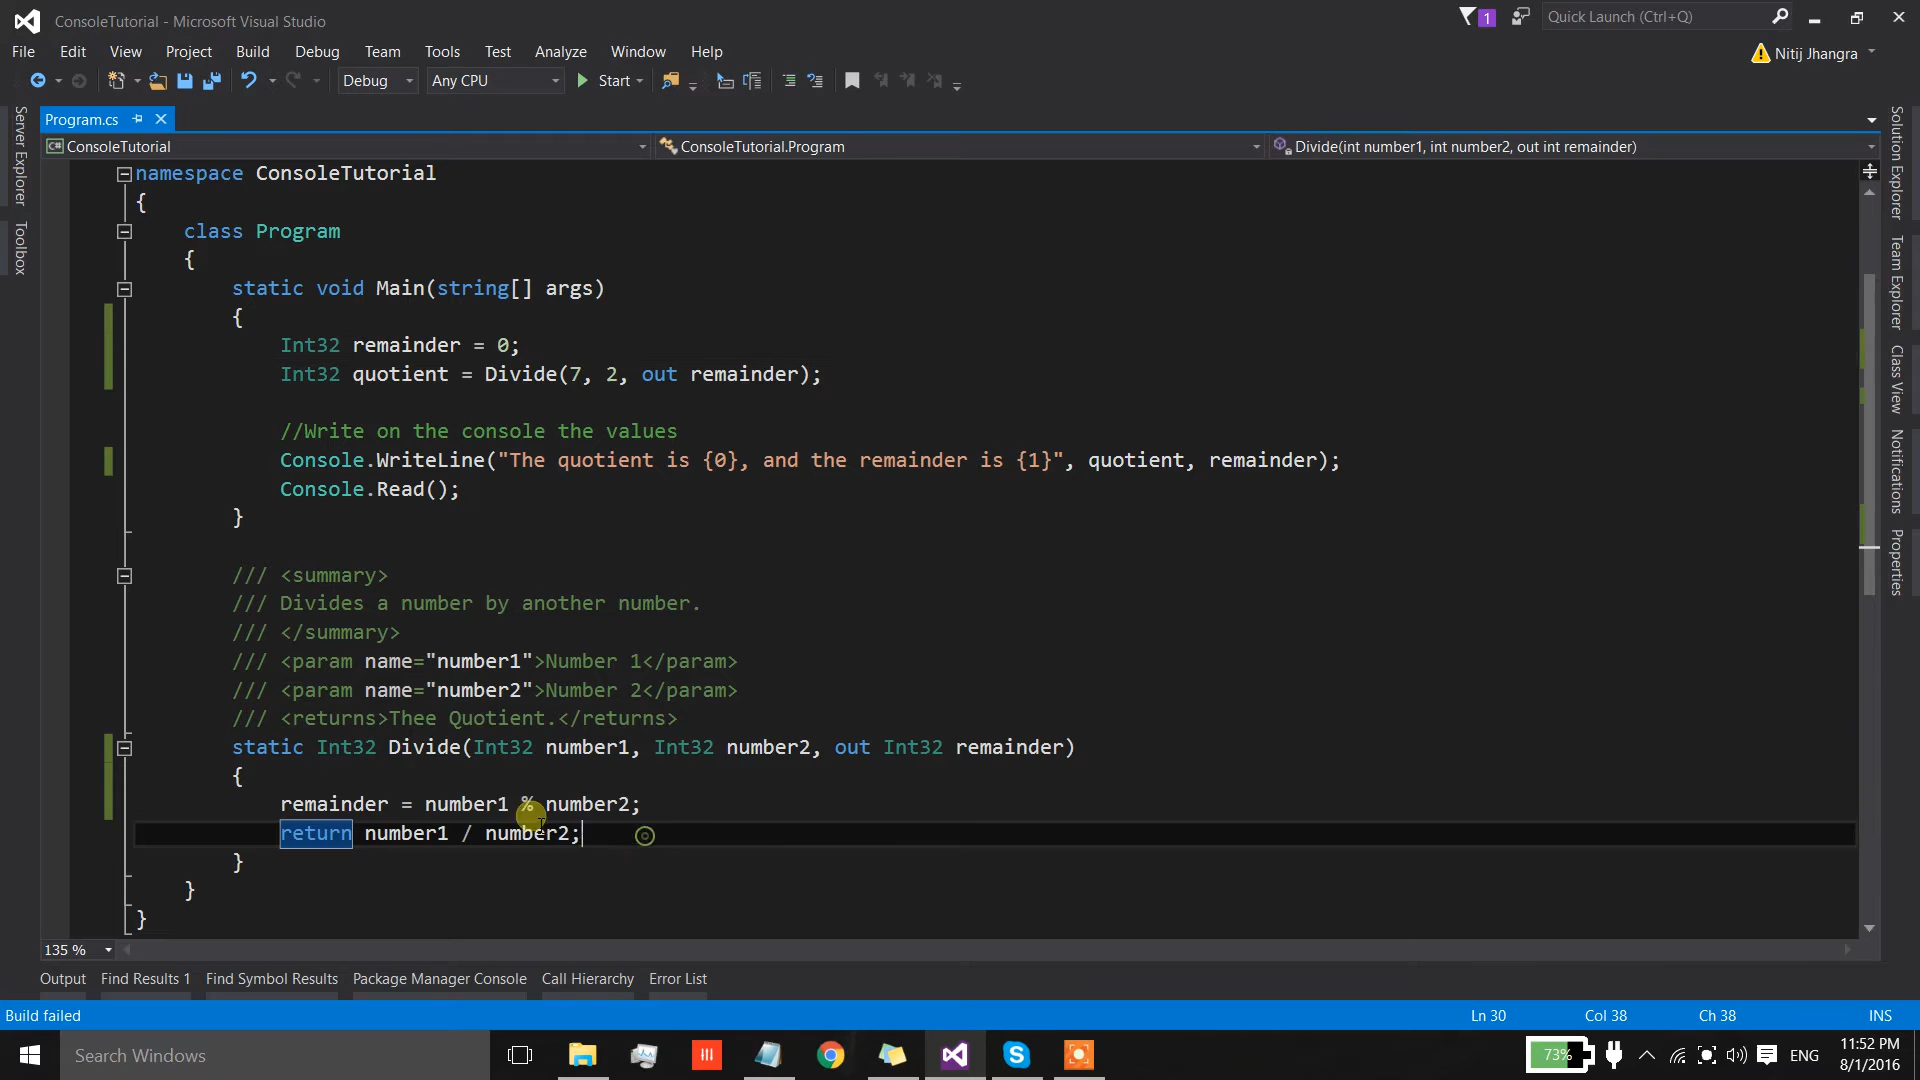 ConsoleTutorial - Microsoft Visual Studio
1
Quick Launch (Ctrl+Q)
File Edit View Project Build Debug Team Tools Test Analyze Window Help
Nitij Jhangra
Debug Any CPU Start
Program.cs
ConsoleTutorial ConsoleTutorial.Program Divide(int number1, int number2, out int remainder)
Server Explorer
Toolbox
namespace ConsoleTutorial
{
class Program
{
static void Main(string[] args)
{
Int32 remainder = 0;
Int32 quotient = Divide(7, 2, out remainder);
//Write on the console the values
Console.WriteLine("The quotient is {0}, and the remainder is {1}", quotient, remainder);
Console.Read();
}
/// <summary>
/// Divides a number by another number.
/// </summary>
/// <param name="number1">Number 1</param>
/// <param name="number2">Number 2</param>
/// <returns>Thee Quotient.</returns>
static Int32 Divide(Int32 number1, Int32 number2, out Int32 remainder)
{
remainder = number1 % number2;
return number1 / number2;
}
}
}
Solution Explorer
Team Explorer
Class View
Notifications
Properties
135 %
Output Find Results 1 Find Symbol Results Package Manager Console Call Hierarchy Error List
Build failed Ln 30 Col 38 Ch 38 INS
Search Windows
73%
ENG
11:52 PM
8/1/2016